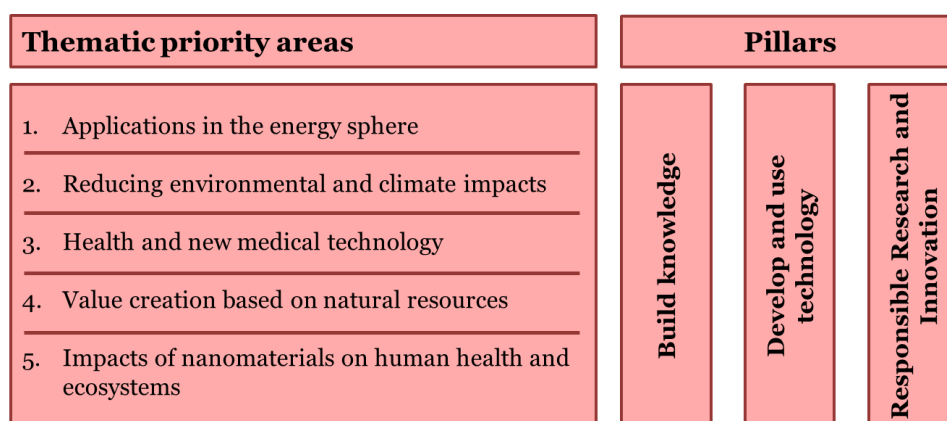 Thematic priority areas
1. Applications in the energy sphere
2. Reducing environmental and climate impacts
3. Health and new medical technology
4. Value creation based on natural resources
5. Impacts of nanomaterials on human health and
ecosystems
Pillars
Build knowledge
Develop and use
technology
Responsible Research and
Innovation